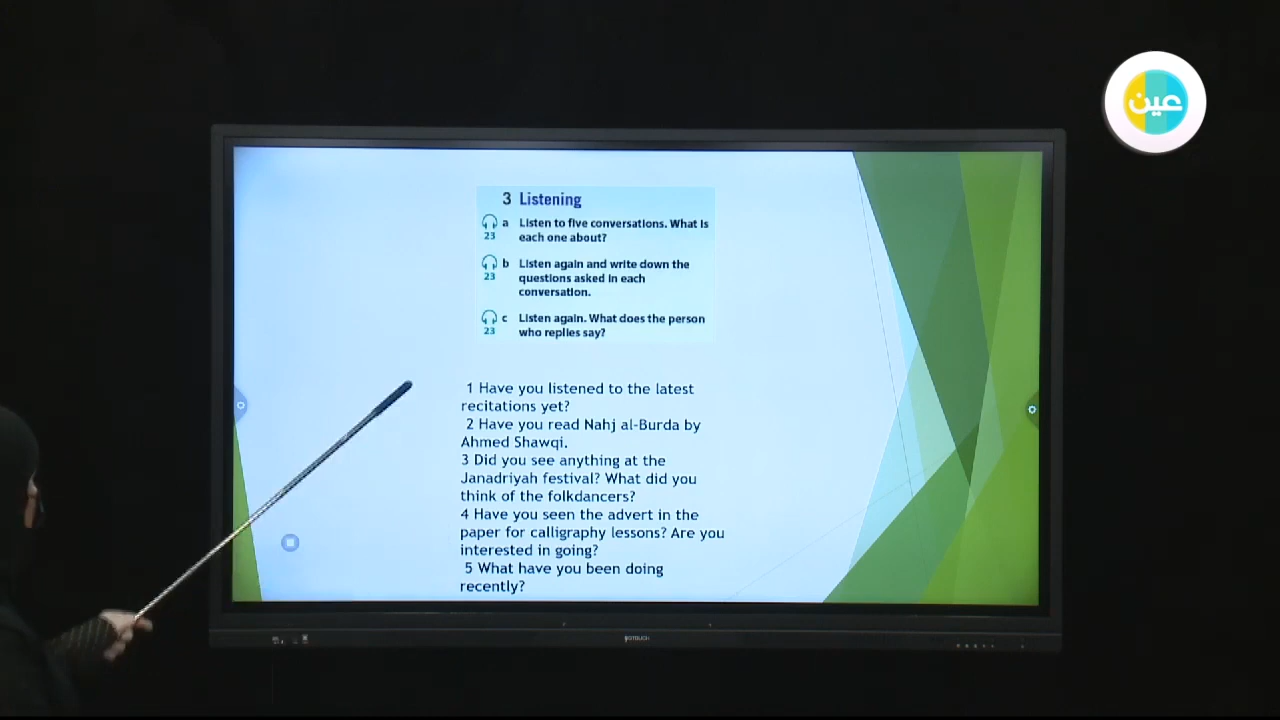 عين
3 Listening
23 a Listen to five conversations. What is
each one about?
23 b Listen again and write down the
questions asked in each
conversation.
23 c Listen again. What does the person
who replies say?
1 Have you listened to the latest
recitations yet?
2 Have you read Nahj al-Burda by
Ahmed Shawqi.
3 Did you see anything at the
Janadriyah festival? What did you
think of the folkdancers?
4 Have you seen the advert in the
paper for calligraphy lessons? Are you
interested in going?
5 What have you been doing
recently?